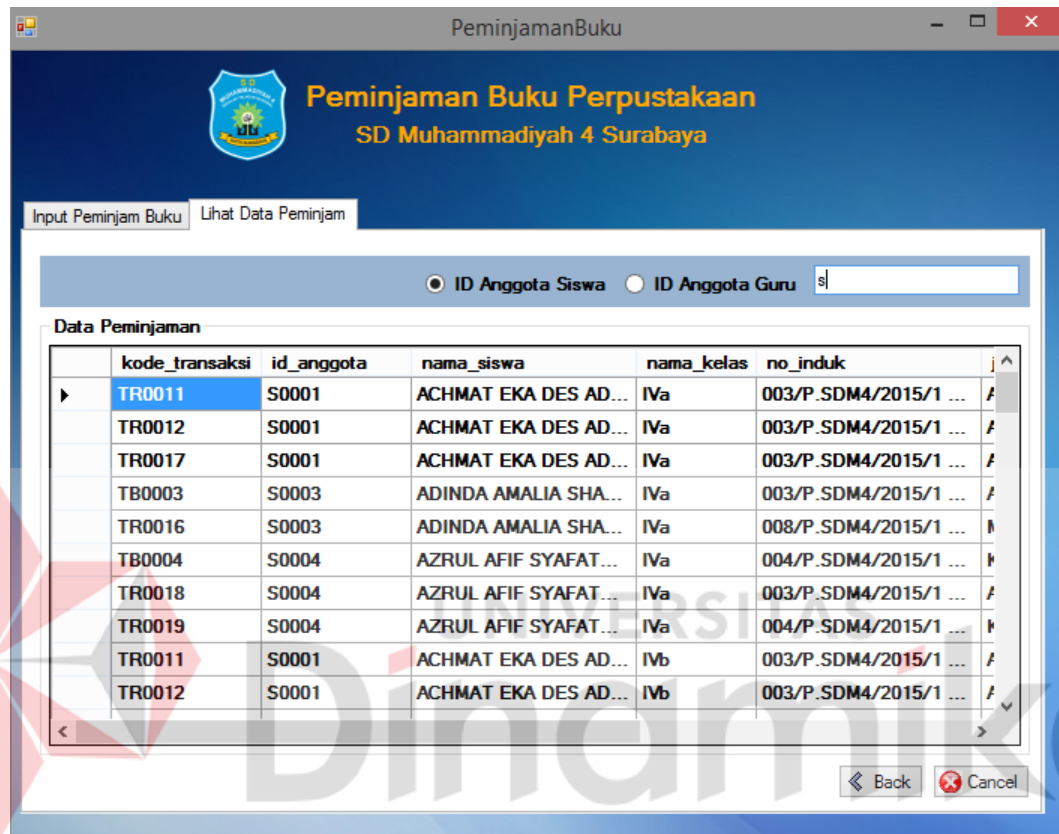 PeminjamanBuku
Peminjaman Buku Perpustakaan
SD Muhammadiyah 4 Surabaya
Input Peminjam Buku Lihat Data Peminjam
ID Anggota Siswa ID Anggota Guru s
Data Peminjaman
kode_transaksi id_anggota nama_siswa nama_kelas no_induk
TR0011 S0001 ACHMAT EKA DES AD... IVa 003/P.SDM4/2015/1 ...
TR0012 S0001 ACHMAT EKA DES AD... IVa 003/P.SDM4/2015/1 ...
TR0017 S0001 ACHMAT EKA DES AD... IVa 003/P.SDM4/2015/1 ...
TB0003 S0003 ADINDA AMALIA SHA... IVa 003/P.SDM4/2015/1 ...
TR0016 S0003 ADINDA AMALIA SHA... IVa 008/P.SDM4/2015/1 ...
TB0004 S0004 AZRUL AFIF SYAFAT... IVa 004/P.SDM4/2015/1 ...
TR0018 S0004 AZRUL AFIF SYAFAT... IVa 003/P.SDM4/2015/1 ...
TR0019 S0004 AZRUL AFIF SYAFAT... IVa 004/P.SDM4/2015/1 ...
TR0011 S0001 ACHMAT EKA DES AD... IVb 003/P.SDM4/2015/1 ...
TR0012 S0001 ACHMAT EKA DES AD... IVb 003/P.SDM4/2015/1 ...
UNIVERSITAS
Dinamika
Back Cancel